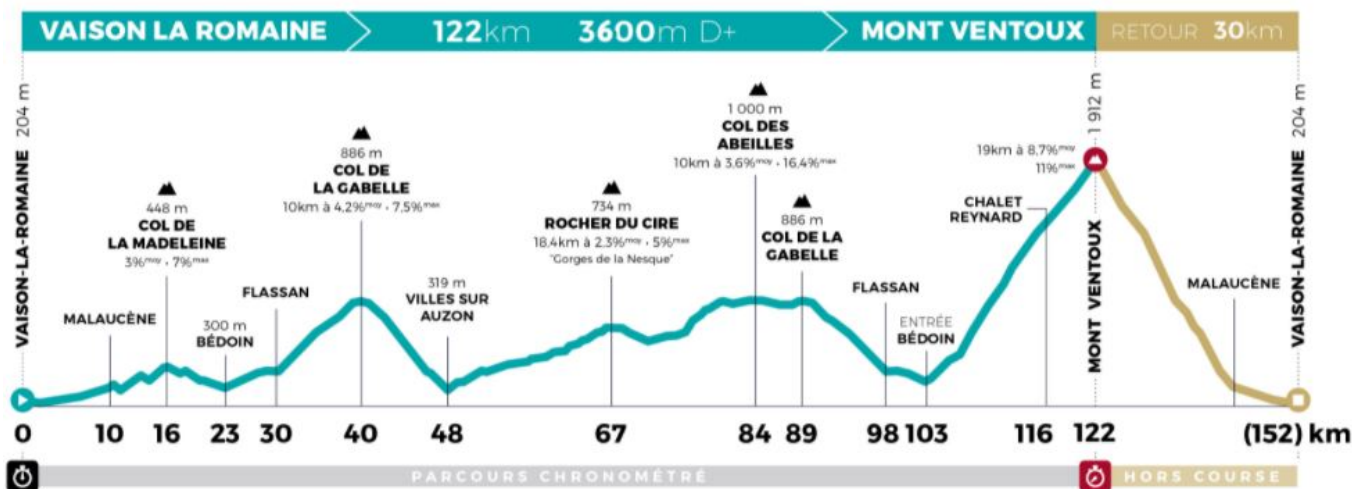 VAISON LA ROMAINE 122km 3600m D+ MONT VENTOUX RETOUR 30km
VAISON-LA-ROMAINE 204 m
MALAUCÈNE
448 m
COL DE
LA MADELEINE
3%moy • 7%max
300 m
BÉDOIN
FLASSAN
886 m
COL DE
LA GABELLE
10km à 4,2%moy • 7,5%max
319 m
VILLES SUR
AUZON
734 m
ROCHER DU CIRE
18,4km à 2,3%moy • 5%max
"Gorges de la Nesque"
1 000 m
COL DES
ABEILLES
10km à 3,6%moy • 16,4%max
886 m
COL DE LA
GABELLE
FLASSAN
ENTRÉE
BÉDOIN
CHALET
REYNARD
19km à 8,7%moy
11%max
MONT VENTOUX 1 912 m
MALAUCÈNE
VAISON-LA-ROMAINE 204 m
0 10 16 23 30 40 48 67 84 89 98 103 116 122 (152) km
PARCOURS CHRONOMÉTRÉ HORS COURSE